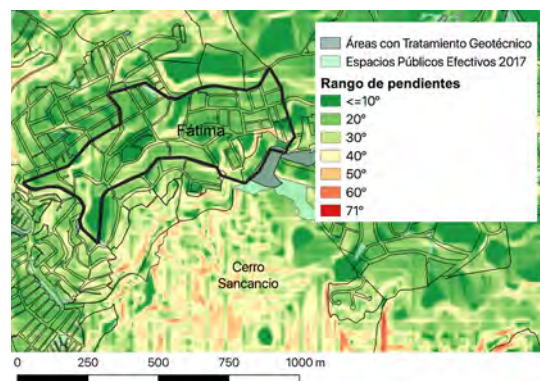 Áreas con Tratamiento Geotécnico
Espacios Públicos Efectivos 2017
Rango de pendientes
<=10°
20°
30°
40°
50°
60°
71°
Fátima
Cerro
Sancancio
0 250 500 750 1000 m